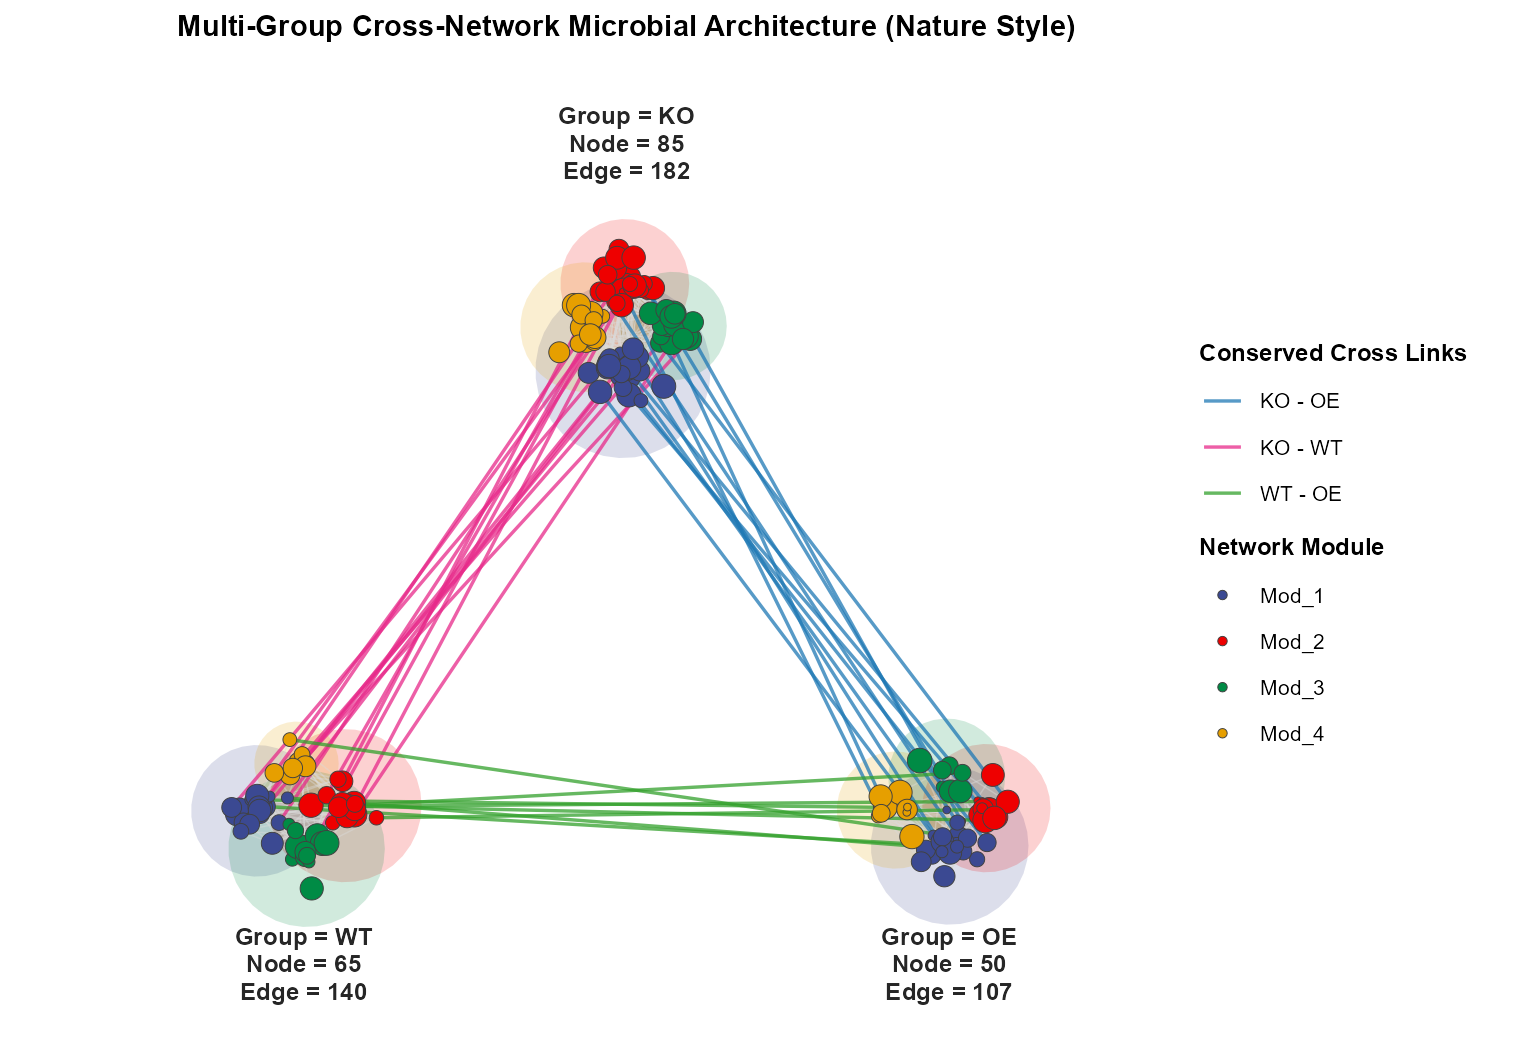 Multi-Group Cross-Network Microbial Architecture (Nature Style)
Group = KO
Node = 85
Edge = 182
Conserved Cross Links
KO - OE
KO - WT
WT - OE
Network Module
Mod_1
Mod_2
Mod_3
Mod_4
Group = WT
Node = 65
Edge = 140
Group = OE
Node = 50
Edge = 107